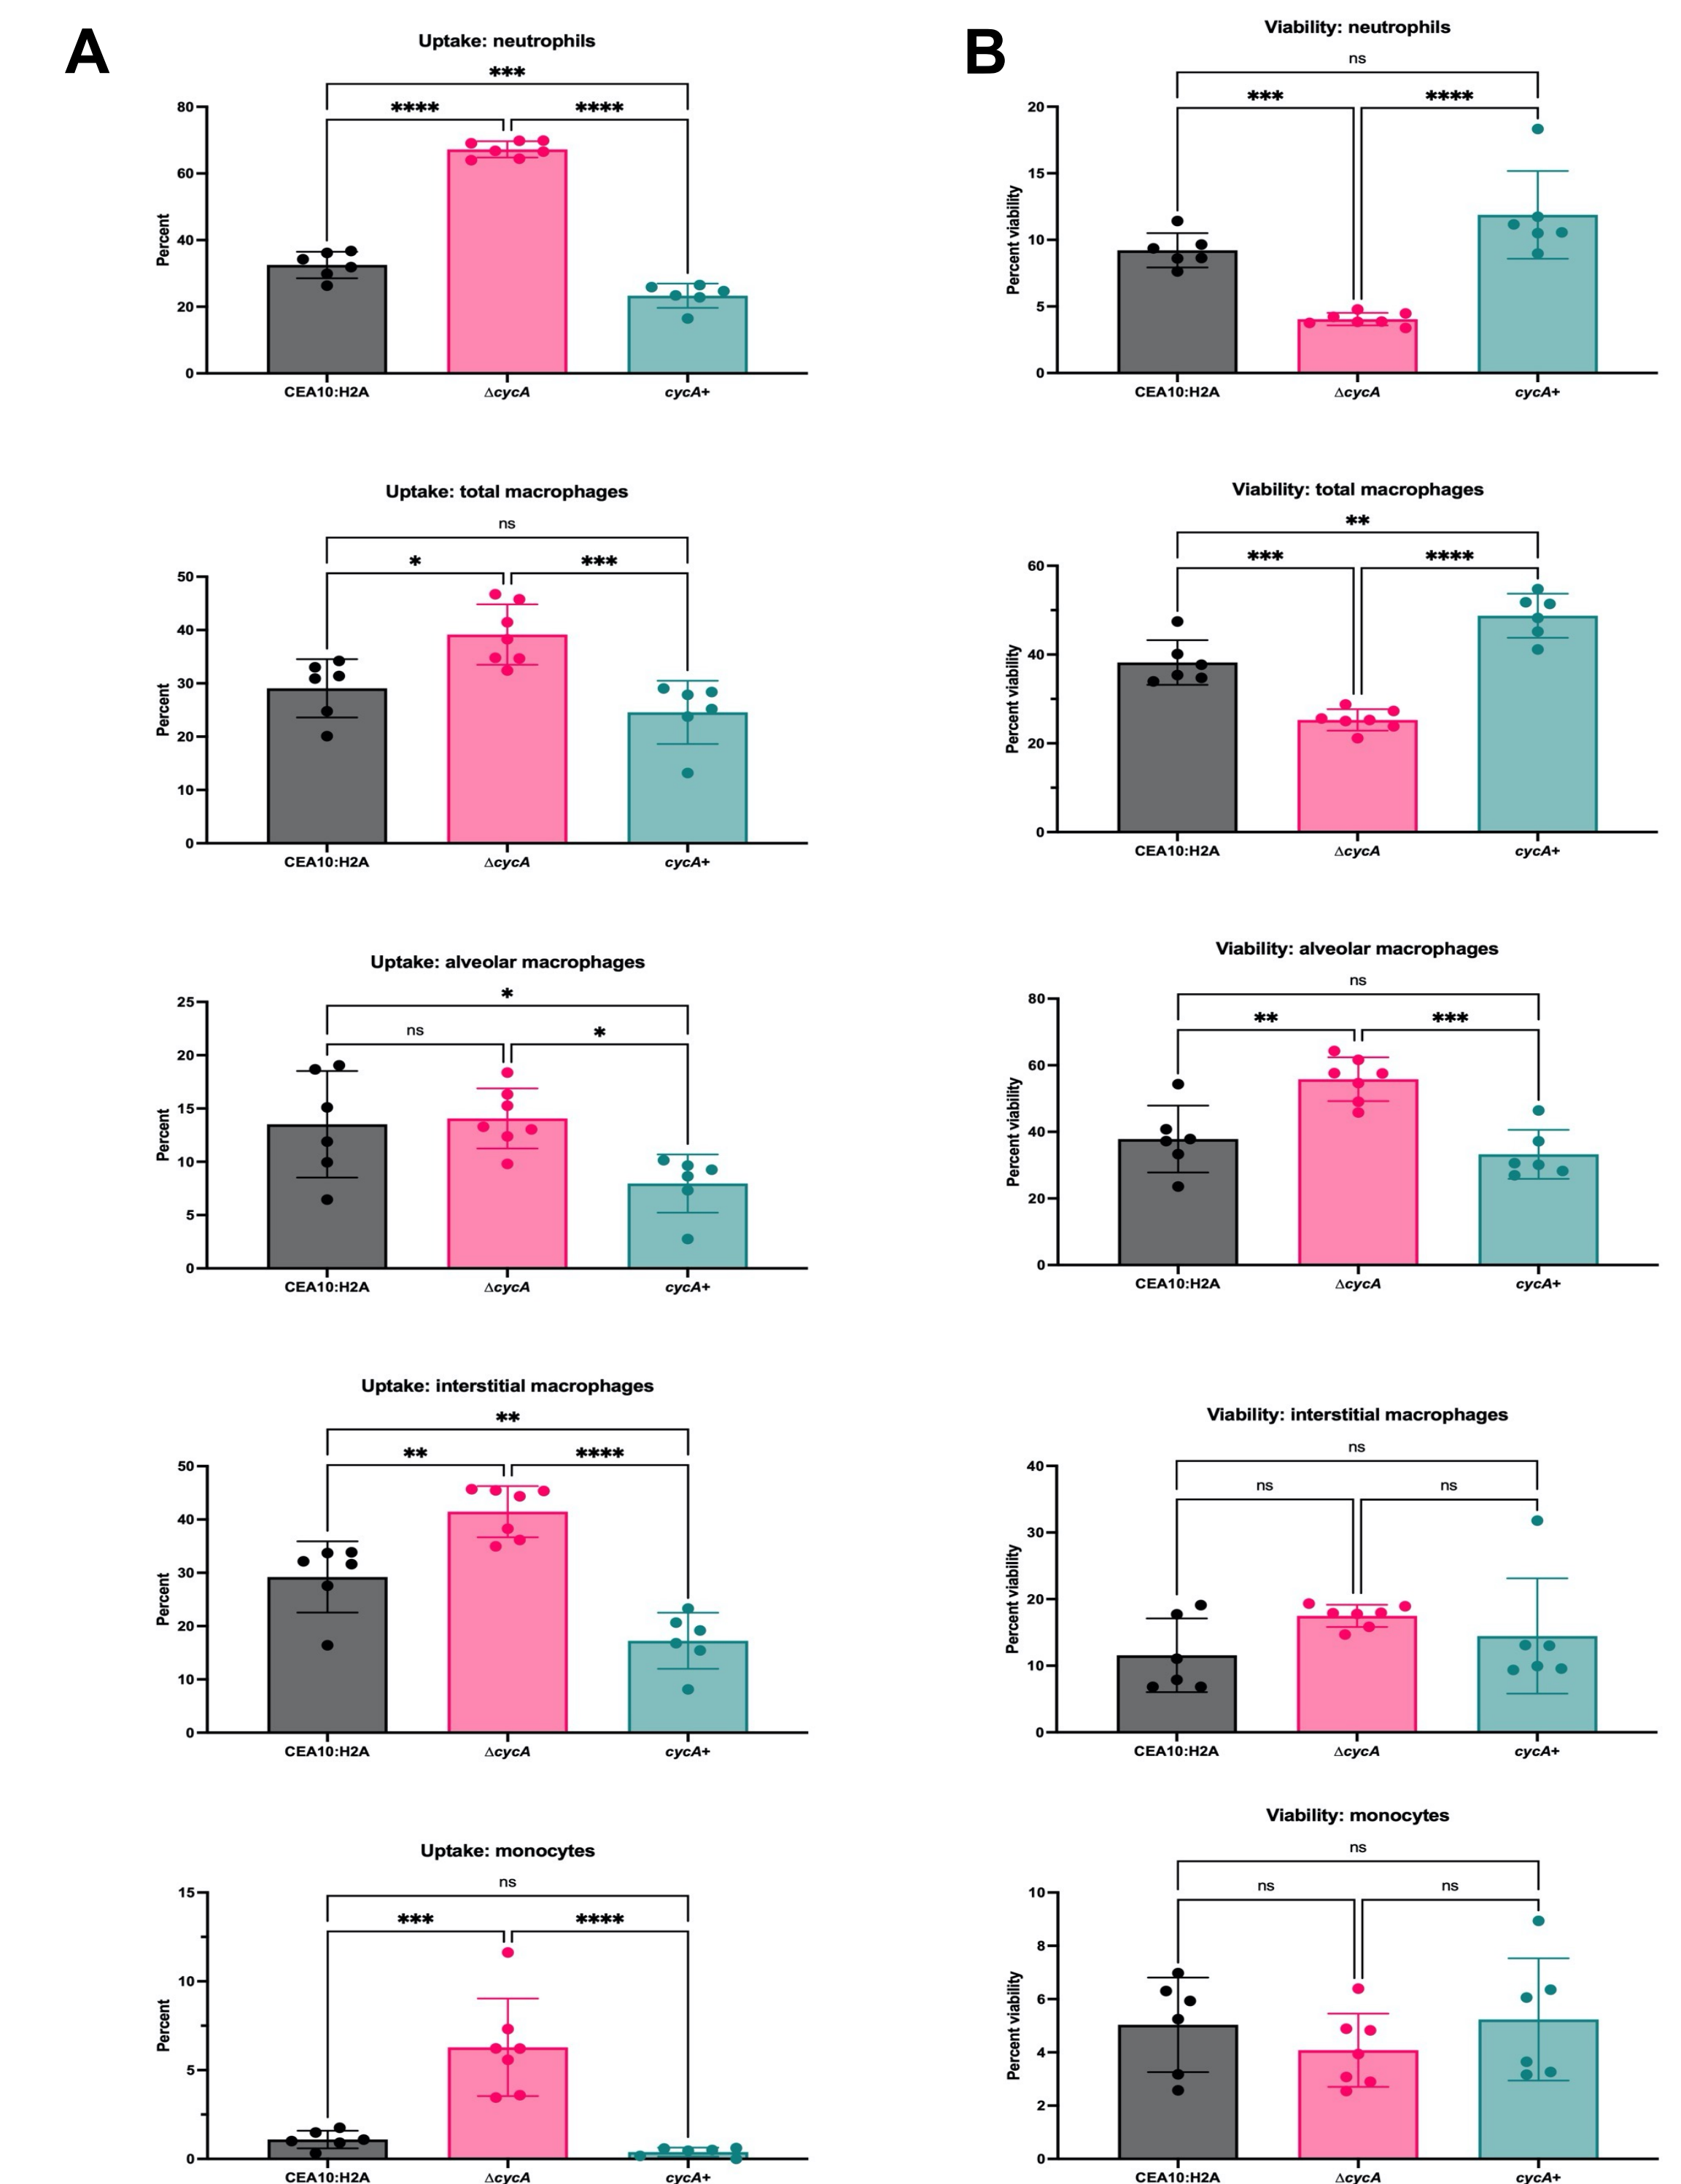 A
Uptake: neutrophils
***
**** ****
80
60
40
20
0
Percent
CEA10:H2A ΔcycA cycA+
Uptake: total macrophages
ns
* ***
50
40
30
20
10
0
Percent
CEA10:H2A ΔcycA cycA+
Uptake: alveolar macrophages
*
ns *
25
20
15
10
5
0
Percent
CEA10:H2A ΔcycA cycA+
Uptake: interstitial macrophages
**
** ****
50
40
30
20
10
0
Percent
CEA10:H2A ΔcycA cycA+
Uptake: monocytes
ns
*** ****
15
10
5
0
Percent
CEA10:H2A ΔcycA cycA+
B
Viability: neutrophils
ns
*** ****
20
15
10
5
0
Percent viability
CEA10:H2A ΔcycA cycA+
Viability: total macrophages
**
*** ****
60
40
20
0
Percent viability
CEA10:H2A ΔcycA cycA+
Viability: alveolar macrophages
ns
** ***
80
60
40
20
0
Percent viability
CEA10:H2A ΔcycA cycA+
Viability: interstitial macrophages
ns
ns ns
40
30
20
10
0
Percent viability
CEA10:H2A ΔcycA cycA+
Viability: monocytes
ns
ns ns
10
8
6
4
2
0
Percent viability
CEA10:H2A ΔcycA cycA+